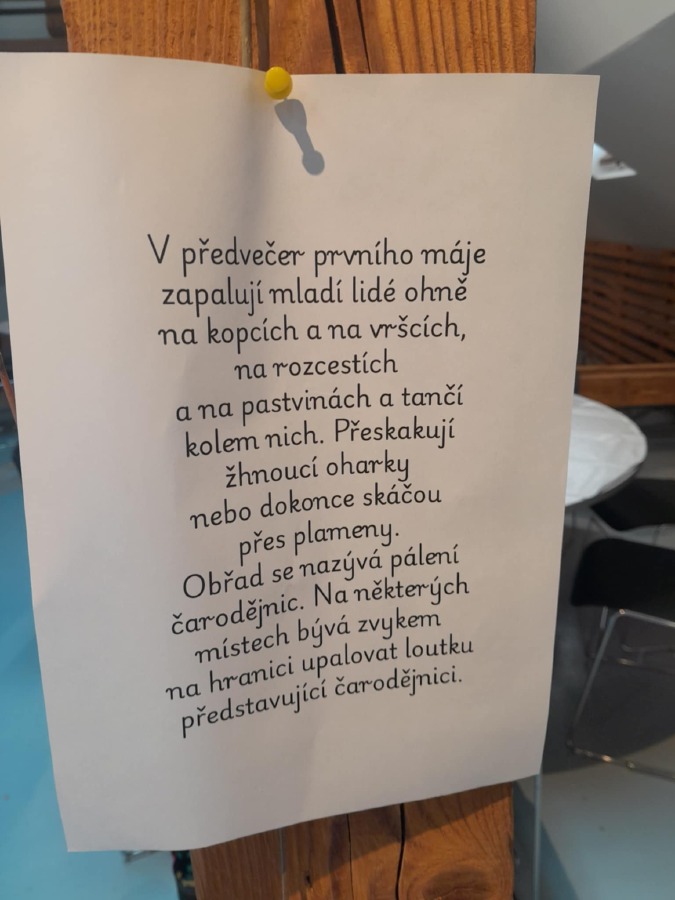 V předvečer prvního máje
zapalují mladí lidé ohně
na kopcích a na vršcích,
na rozcestích
a na pastvinách a tančí
kolem nich. Přeskakují
žhnoucí oharky
nebo dokonce skáčou
přes plameny.
Obřad se nazývá pálení
čarodějnic. Na některých
místech bývá zvykem
na hranici upalovat loutku
představující čarodějnici.